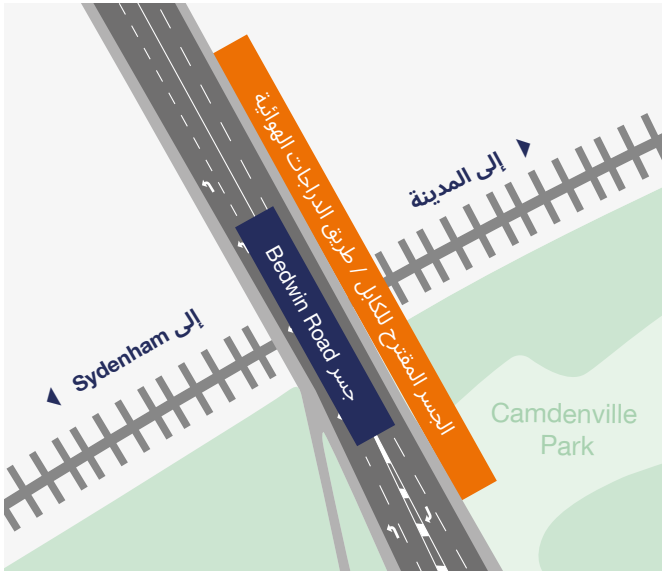 الجسر المقترح للكابل / طريق الدراجات الهوائية
إلى المدينة
جسر Bedwin Road
إلى Sydenham
Camdenville
Park